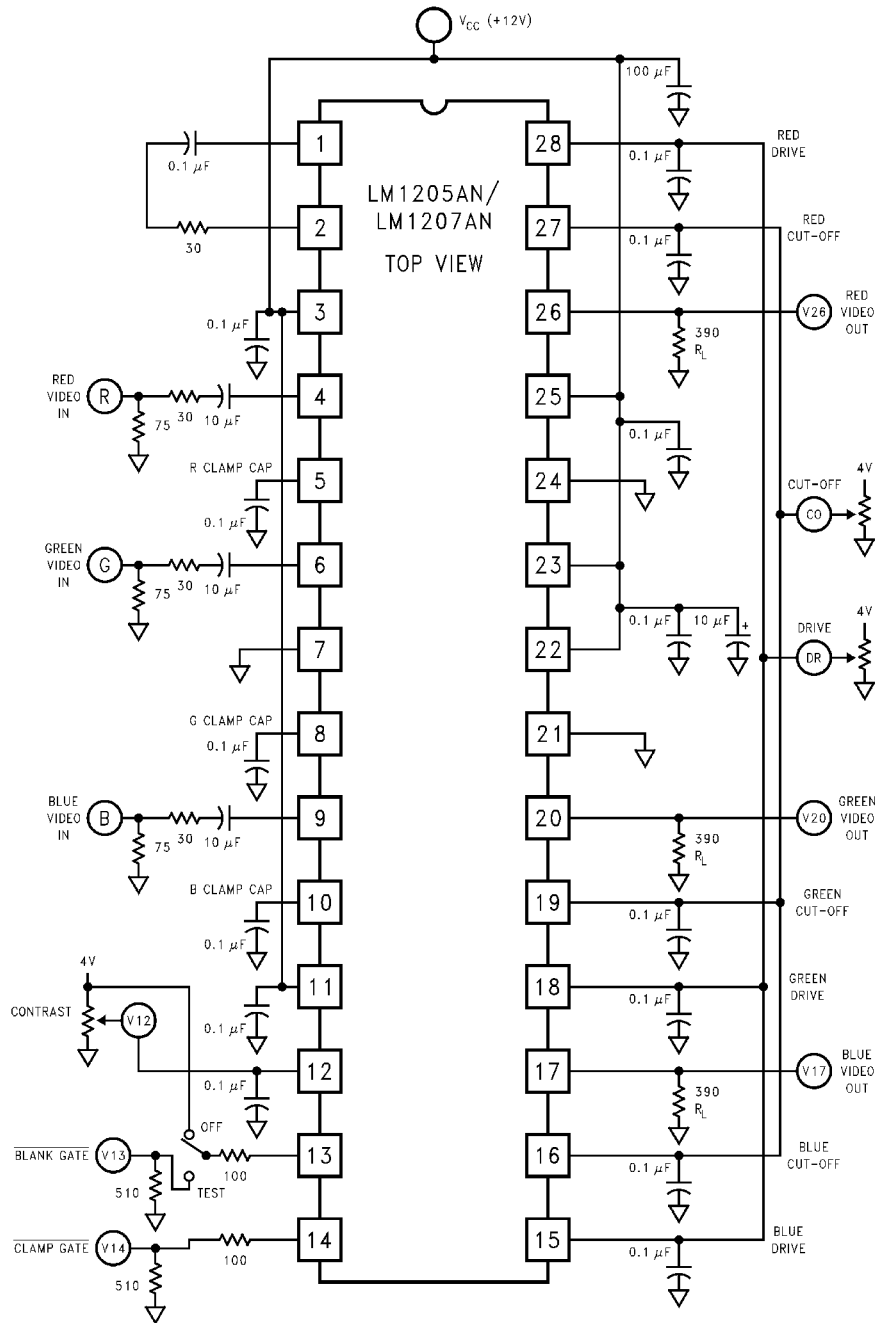 VCC (+12V)
100 μF
1
28
RED
DRIVE
0.1 μF
0.1 μF
LM1205AN/
LM1207AN
TOP VIEW
2
27
RED
CUT-OFF
30
0.1 μF
3
26
V26
RED
VIDEO
OUT
0.1 μF
390
RL
RED
VIDEO
IN
R
75
30
10 μF
4
25
0.1 μF
R CLAMP CAP
5
24
0.1 μF
CUT-OFF
CO
4V
GREEN
VIDEO
IN
G
75
30
10 μF
6
23
0.1 μF
10 μF
+
7
22
DRIVE
DR
4V
G CLAMP CAP
8
21
0.1 μF
BLUE
VIDEO
IN
B
75
30
10 μF
9
20
V20
GREEN
VIDEO
OUT
390
RL
B CLAMP CAP
10
19
GREEN
CUT-OFF
0.1 μF
0.1 μF
4V
11
18
GREEN
DRIVE
CONTRAST
V12
0.1 μF
0.1 μF
12
17
V17
BLUE
VIDEO
OUT
0.1 μF
390
RL
OFF
BLANK GATE
V13
510
TEST
100
13
16
BLUE
CUT-OFF
0.1 μF
CLAMP GATE
V14
510
100
14
15
BLUE
DRIVE
0.1 μF